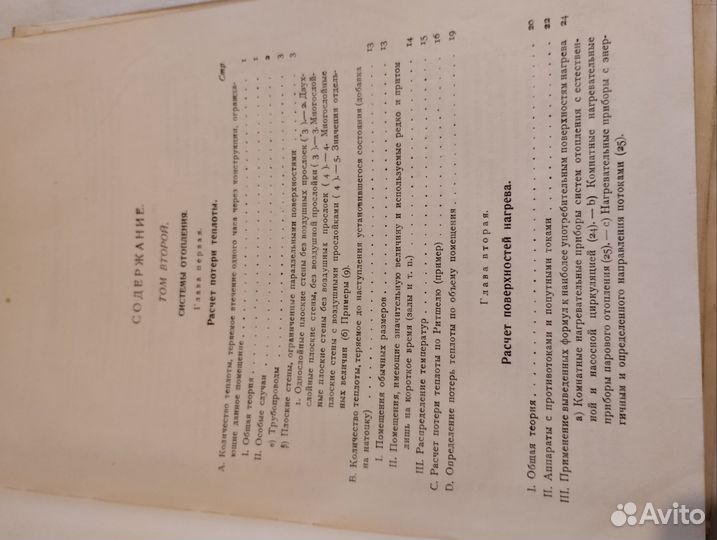 СОДЕРЖАНИЕ.
ТОМ ВТОРОЙ.
СИСТЕМЫ ОТОПЛЕНИЯ.
Глава первая.
Расчет потери теплоты.
Стр.
A. Количество теплоты, теряемое втечение одного часа через конструкции, огражда-
ющие данное помещение . . . 1
I. Общая теория . . . 1
II. Особые случаи . . . 2
a) Трубопроводы . . . 3
b) Плоские стены, ограниченные параллельными поверхностями . . . 3
1. Однослойные плоские стены без воздушных прослоек (3).— 2. Двух-
слойные плоские стены, без воздушной прослойки (3).— 3. Многослой-
ные плоские стены без воздушных прослоек (4).— 4. Многослойные
плоские стены с воздушными прослойками (4).— 5. Значения отдель-
ных величин (6) Примеры (9).
B. Количество теплоты, теряемое до наступления установившегося состояния (добавка
на натопку) . . . 13
I. Помещения обычных размеров . . . 13
II. Помещения, имеющие значительную величину и используемые редко и притом
лишь на короткое время (залы и т. п.) . . . 14
III. Распределение температур . . . 15
C. Расчет потери теплоты по Ритшелю (пример) . . . 16
D. Определение потерь теплоты по объему помещения . . . 19
Глава вторая.
Расчет поверхностей нагрева.
I. Общая теория . . . 20
II. Аппараты с противотоками и попутными токами . . . 22
III. Применение выведенных формул к наиболее употребительным поверхностям нагрева 24
a) Комнатные нагревательные приборы систем отопления с естествен-
ной и насосной циркуляцией (24).— b) Комнатные нагревательные
приборы парового отопления (25).— c) Нагревательные приборы с энер-
гичным и определенного направления потоками (25).
Avito